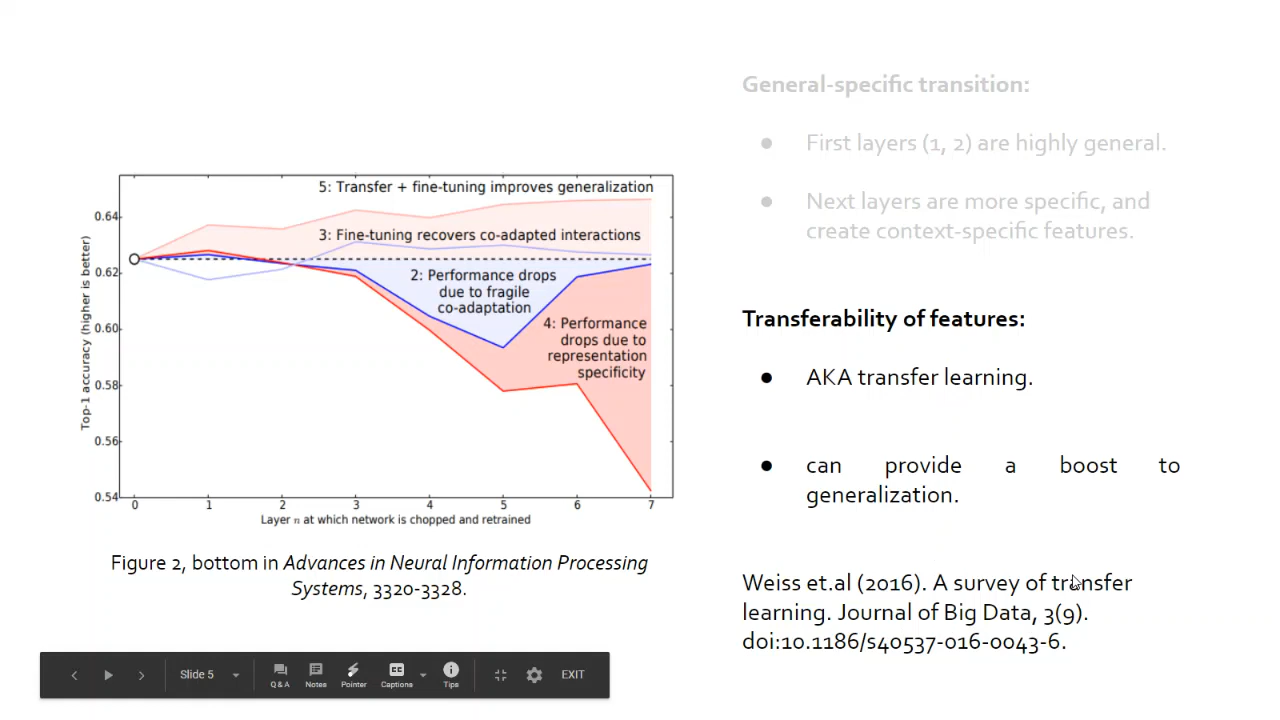 5: Transfer + fine-tuning improves generalization
3: Fine-tuning recovers co-adapted interactions
2: Performance drops
due to fragile
co-adaptation
4: Performance
drops due to
representation
specificity
Top-1 accuracy (higher is better)
0.64
0.62
0.60
0.58
0.56
0.54
0 1 2 3 4 5 6 7
Layer n at which network is chopped and retrained
Figure 2, bottom in Advances in Neural Information Processing
Systems, 3320-3328.
General-specific transition:
● First layers (1, 2) are highly general.
● Next layers are more specific, and
create context-specific features.
Transferability of features:
● AKA transfer learning.
● can provide a boost to
generalization.
Weiss et.al (2016). A survey of transfer
learning. Journal of Big Data, 3(9).
doi:10.1186/s40537-016-0043-6.
Slide 5
Q & A Notes Pointer Captions Tips EXIT